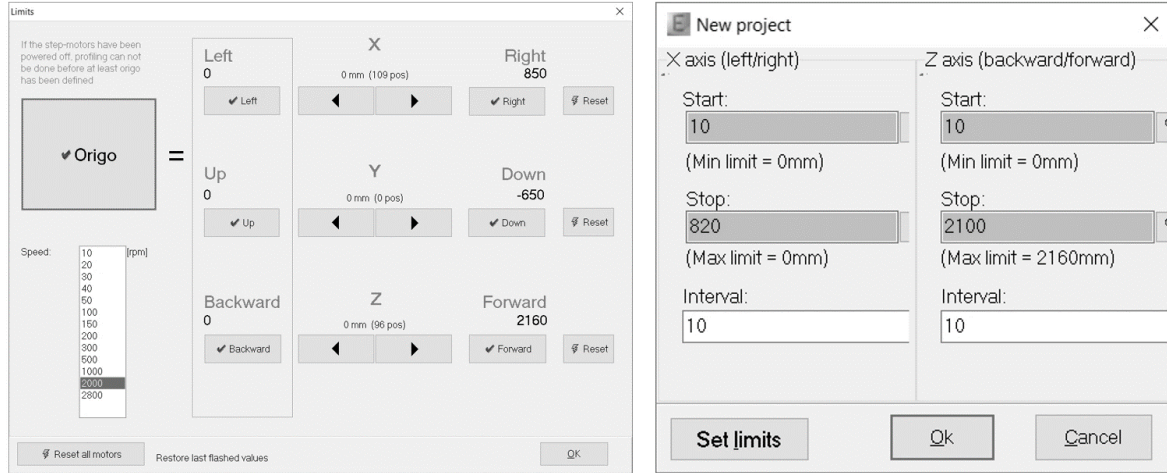 Limits
If the step-motors have been
powered off, profiling can not
be done before at least origo
has been defined
Origo
=
Left
0
Left
X
0 mm (109 pos)
Right
850
Right
Reset
Up
0
Up
Y
0 mm (0 pos)
Down
-650
Down
Reset
Speed:
10
20
30
40
50
100
150
200
300
500
1000
2000
2800
[rpm]
Backward
0
Backward
Z
0 mm (96 pos)
Forward
2160
Forward
Reset
Reset all motors
Restore last flashed values
OK
E New project
X axis (left/right)
Start:
10
(Min limit = 0mm)
Stop:
820
(Max limit = 0mm)
Interval:
10
Z axis (backward/forward)
Start:
10
(Min limit = 0mm)
Stop:
2100
(Max limit = 2160mm)
Interval:
10
Set limits
Ok
Cancel